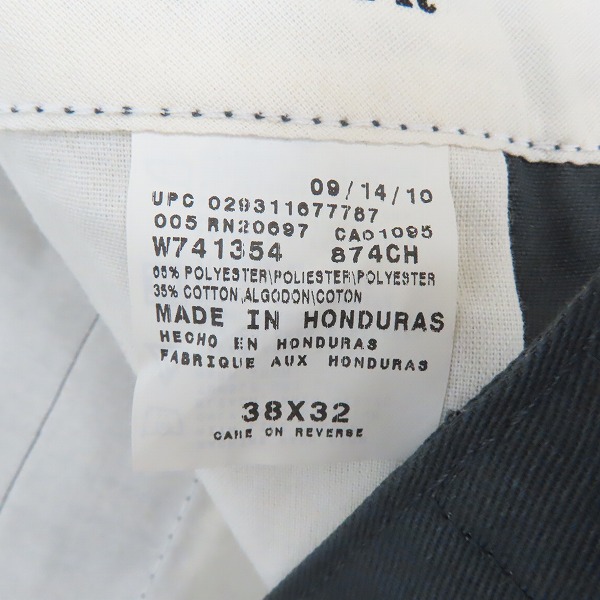 09/14/10
UPC 029311677787
005 RN20697 CA01095
W741354 874CH
65% POLYESTER\POLIESTER\POLYESTER
35% COTTON\ALGODON\COTON
MADE IN HONDURAS
HECHO EN HONDURAS
FABRIQUE AUX HONDURAS
38X32
CARE ON REVERSE